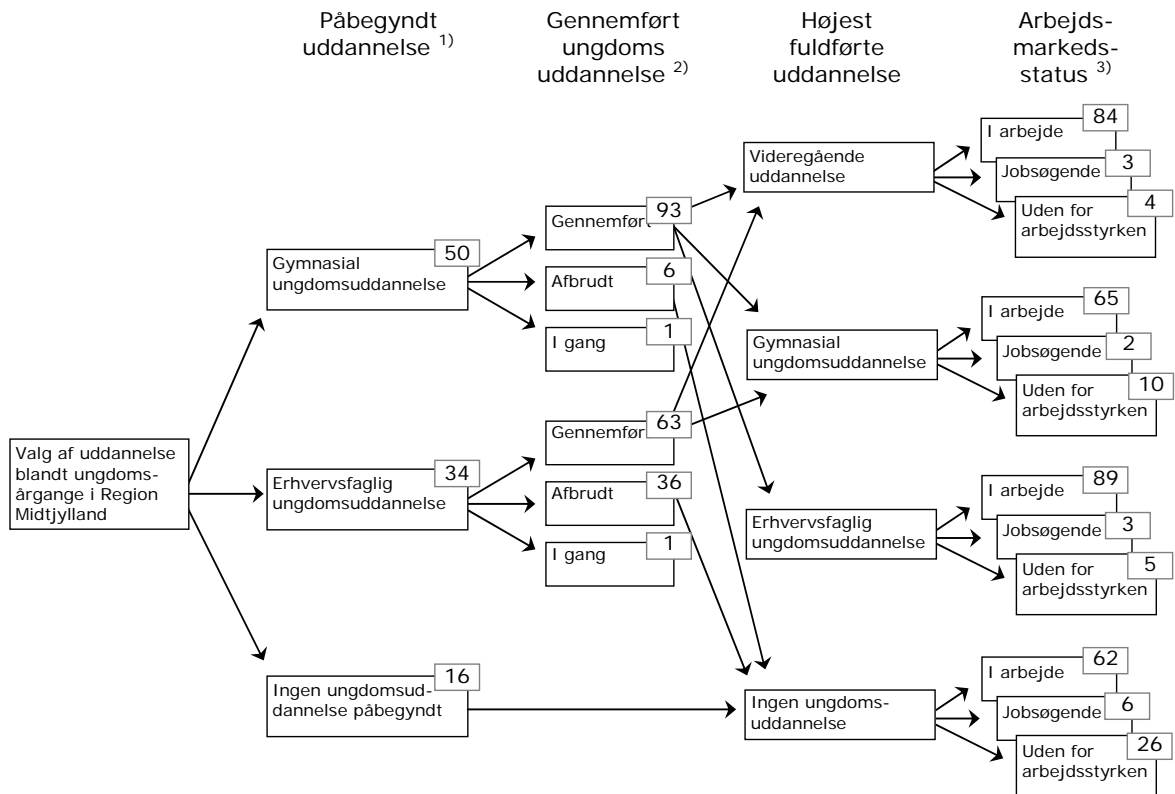 Påbegyndt
uddannelse 1)
Gennemført
ungdoms
uddannelse 2)
Højest
fuldførte
uddannelse
Arbejds-
markeds-
status 3)
Valg af uddannelse
blandt ungdoms-
årgange i Region
Midtjylland
Gymnasial
ungdomsuddannelse
50
Erhvervsfaglig
ungdomsuddannelse
34
Ingen ungdomsud-
dannelse påbegyndt
16
Gennemført
93
Afbrudt
6
I gang
1
Gennemført
63
Afbrudt
36
I gang
1
Videregående
uddannelse
Gymnasial
ungdomsuddannelse
Erhvervsfaglig
ungdomsuddannelse
Ingen ungdoms-
uddannelse
I arbejde
84
Jobsøgende
3
Uden for
arbejdsstyrken
4
I arbejde
65
Jobsøgende
2
Uden for
arbejdsstyrken
10
I arbejde
89
Jobsøgende
3
Uden for
arbejdsstyrken
5
I arbejde
62
Jobsøgende
6
Uden for
arbejdsstyrken
26